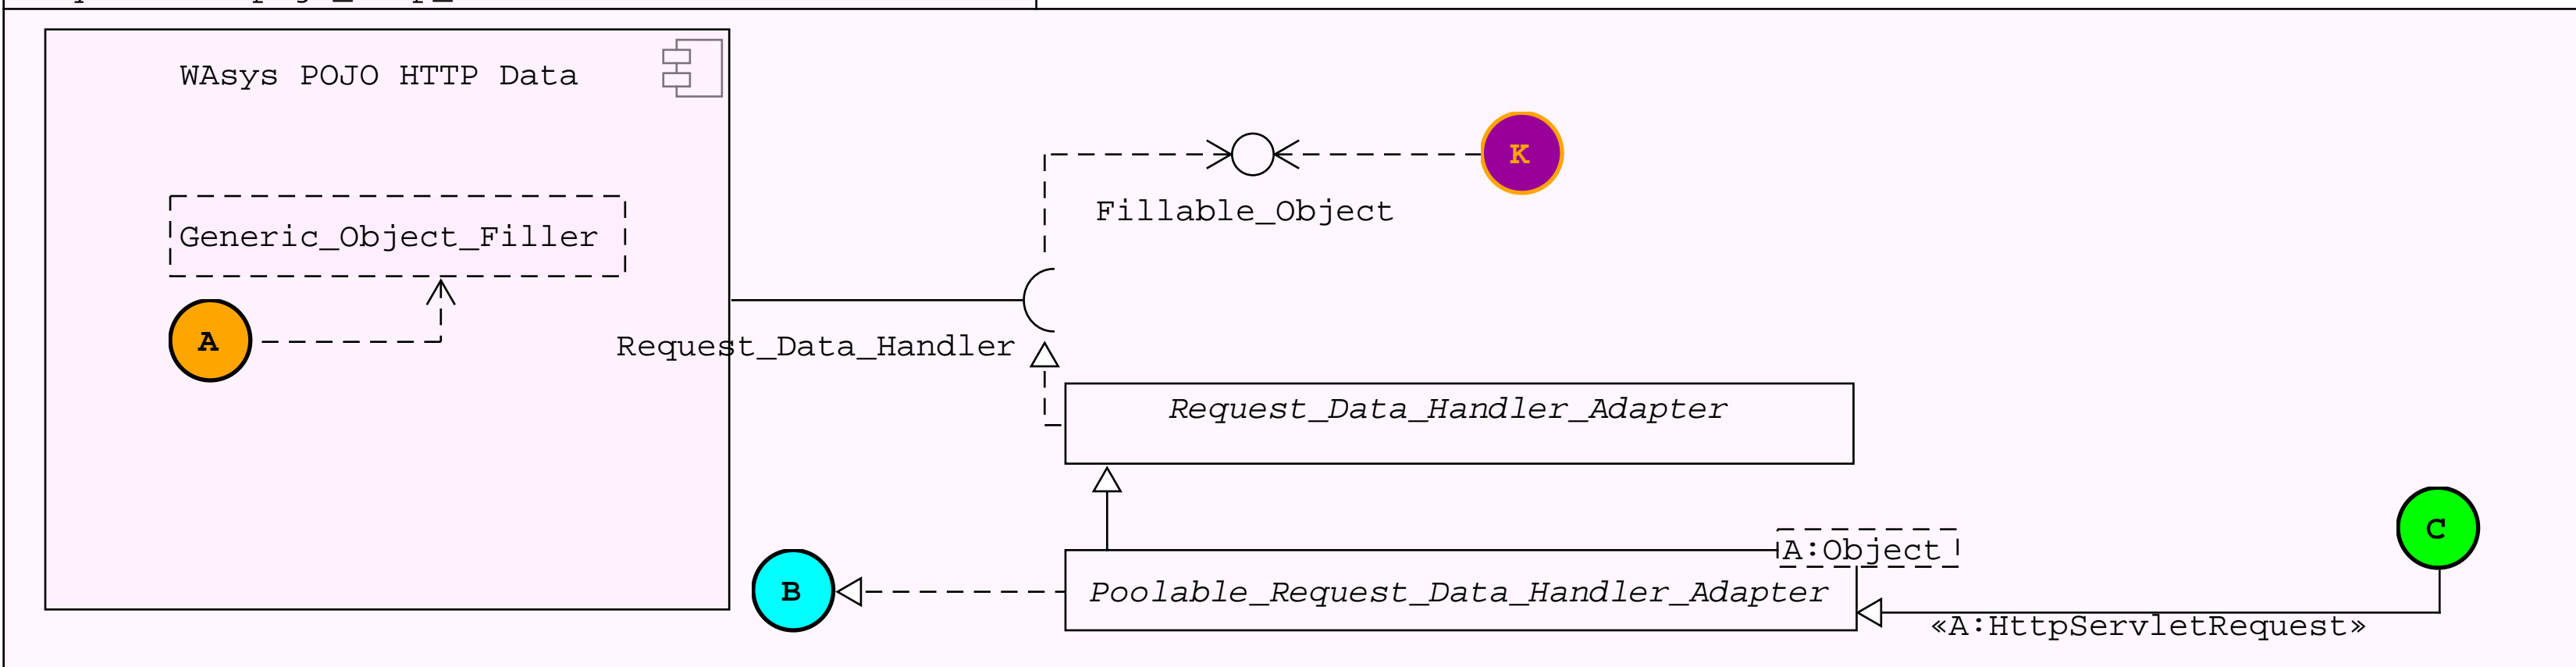 WAsys POJO HTTP Data
K
Fillable_Object
Generic_Object_Filler
A
Request_Data_Handler
Request_Data_Handler_Adapter
C
A:Object
B
Poolable_Request_Data_Handler_Adapter
«A:HttpServletRequest»